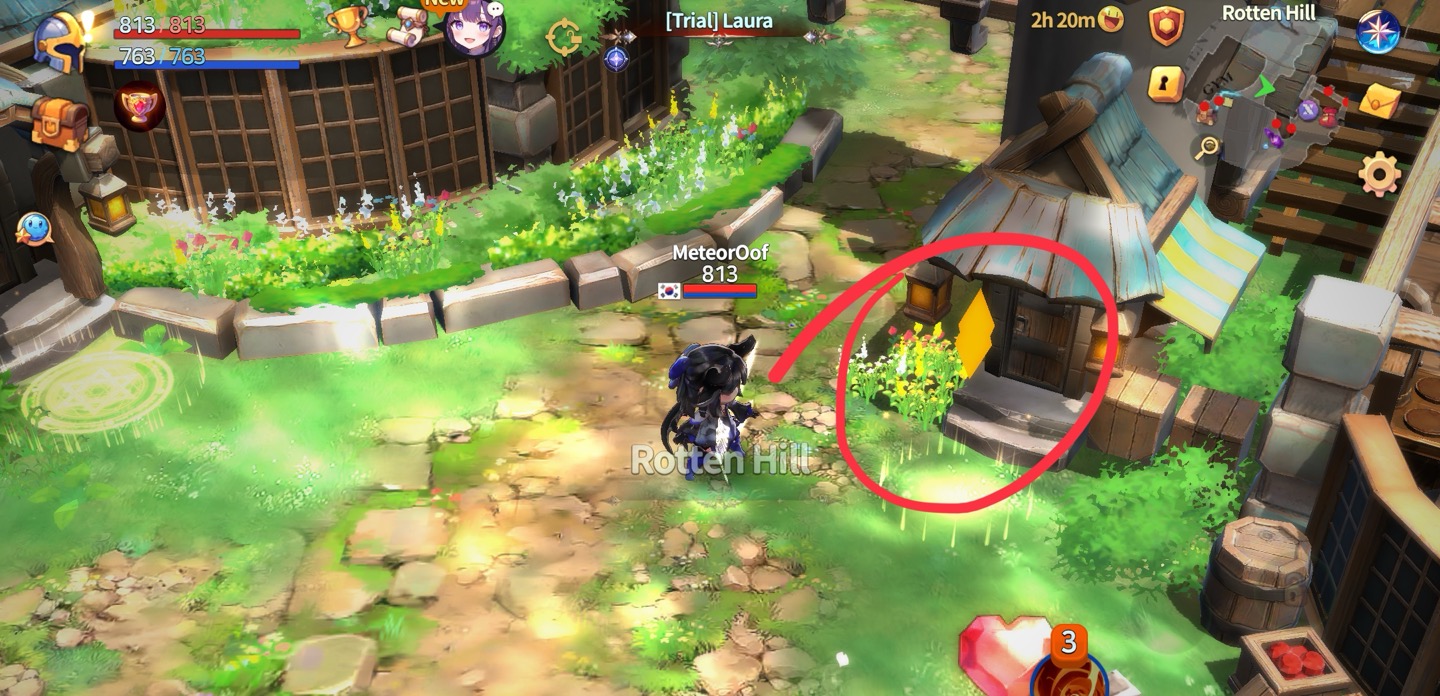 New
813 / 813
763 / 763
[Trial] Laura
2h 20m
Rotten Hill
MeteorOof
813
Rotten Hill
3